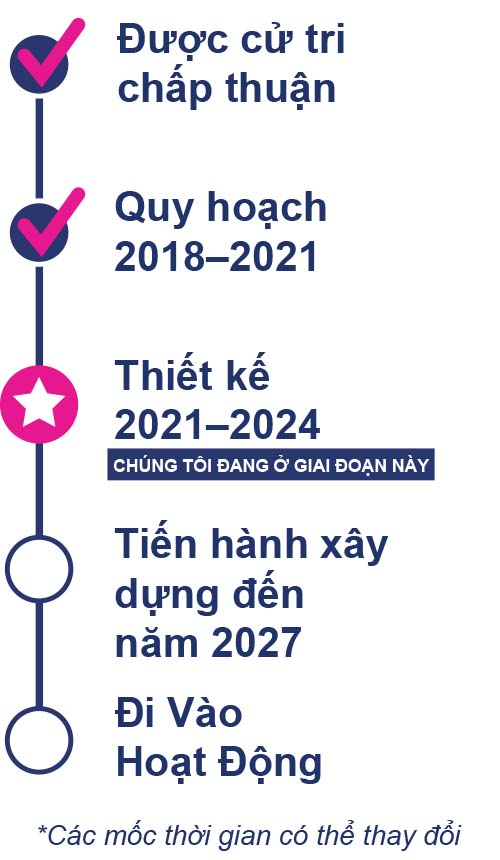 Được cử tri
chấp thuận
Quy hoạch
2018–2021
Thiết kế
2021–2024
CHÚNG TÔI ĐANG Ở GIAI ĐOẠN NÀY
Tiến hành xây
dựng đến
năm 2027
Đi Vào
Hoạt Động
*Các mốc thời gian có thể thay đổi